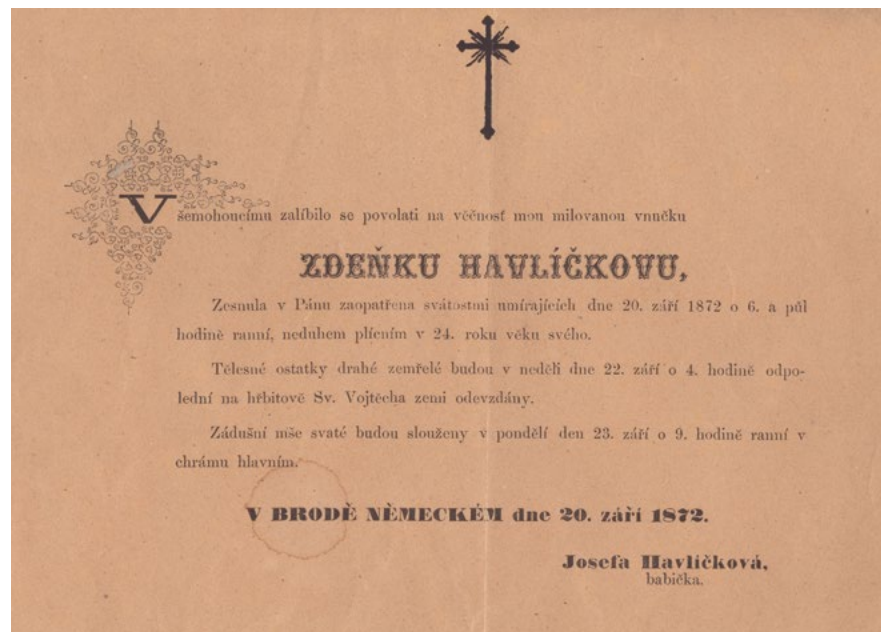 Všemohoucímu zalíbilo se povolati na věčnosť mou milovanou vnučku
ZDEŇKU HAVLÍČKOVU,
Zesnula v Pánu zaopatřena svátostmi umírajících dne 20. září 1872 o 6. a půl
hodině ranní, neduhem plícním v 24. roku věku svého.
Tělesné ostatky drahé zemřelé budou v neděli dne 22. září o 4. hodině odpo-
lední na hřbitově Sv. Vojtěcha zemi odevzdány.
Zádušní mše svaté budou slouženy v pondělí den 23. září o 9. hodině ranní v
chrámu hlavním.
V BRODĚ NĚMECKÉM dne 20. září 1872.
Josefa Havlíčková,
babička.